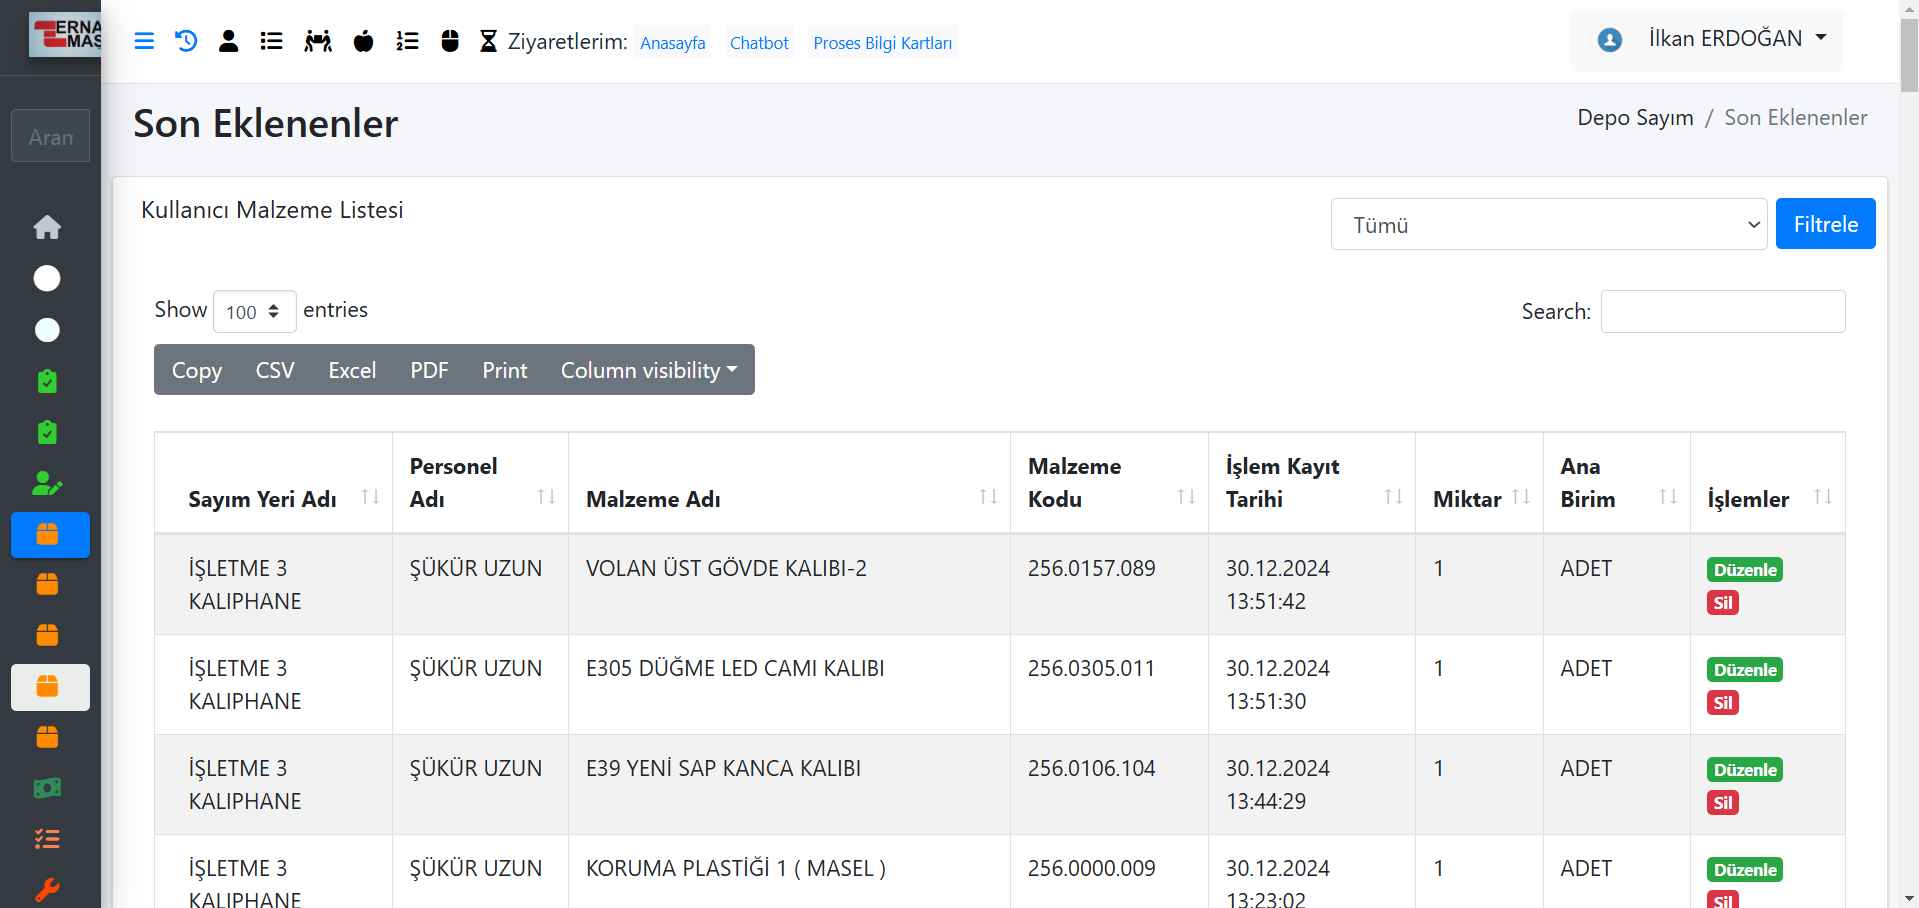 ERNA
MAS
Ziyaretlerim: Anasayfa Chatbot Proses Bilgi Kartları
İlkan ERDOĞAN
Aram
Son Eklenenler
Depo Sayım / Son Eklenenler
Kullanıcı Malzeme Listesi
Tümü
Filtrele
Show 100 entries
Search:
Copy CSV Excel PDF Print Column visibility
Sayım Yeri Adı
Personel
Adı
Malzeme Adı
Malzeme
Kodu
İşlem Kayıt
Tarihi
Miktar
Ana
Birim
İşlemler
İŞLETME 3
KALIPHANE
ŞÜKÜR UZUN
VOLAN ÜST GÖVDE KALIBI-2
256.0157.089
30.12.2024
13:51:42
1
ADET
Düzenle
Sil
İŞLETME 3
KALIPHANE
ŞÜKÜR UZUN
E305 DÜĞME LED CAMI KALIBI
256.0305.011
30.12.2024
13:51:30
1
ADET
Düzenle
Sil
İŞLETME 3
KALIPHANE
ŞÜKÜR UZUN
E39 YENİ SAP KANCA KALIBI
256.0106.104
30.12.2024
13:44:29
1
ADET
Düzenle
Sil
İŞLETME 3
KALIPHANE
ŞÜKÜR UZUN
KORUMA PLASTİĞİ 1 ( MASEL )
256.0000.009
30.12.2024
13:23:02
1
ADET
Düzenle
Sil